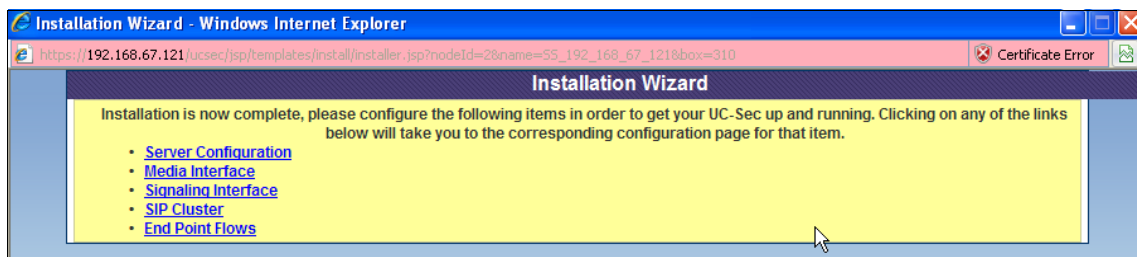 Installation Wizard - Windows Internet Explorer
https://192.168.67.121/ucsec/jsp/templates/install/installer.jsp?nodeId=2&name=SS_192_168_67_121&box=310 Certificate Error
Installation Wizard
Installation is now complete, please configure the following items in order to get your UC-Sec up and running. Clicking on any of the links
below will take you to the corresponding configuration page for that item.
• Server Configuration
• Media Interface
• Signaling Interface
• SIP Cluster
• End Point Flows